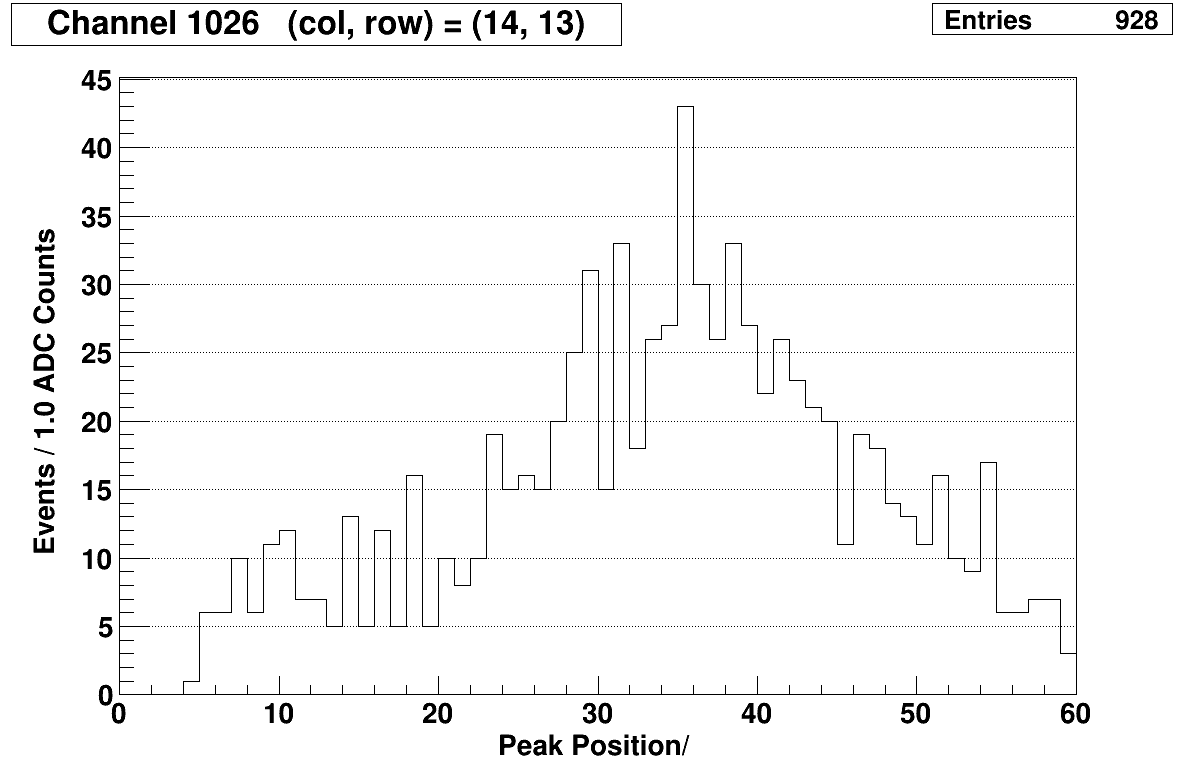 Channel 1026 (col, row) = (14, 13)
Entries 928
45
40
35
30
25
20
15
10
5
0
Events / 1.0 ADC Counts
0 10 20 30 40 50 60
Peak Position/